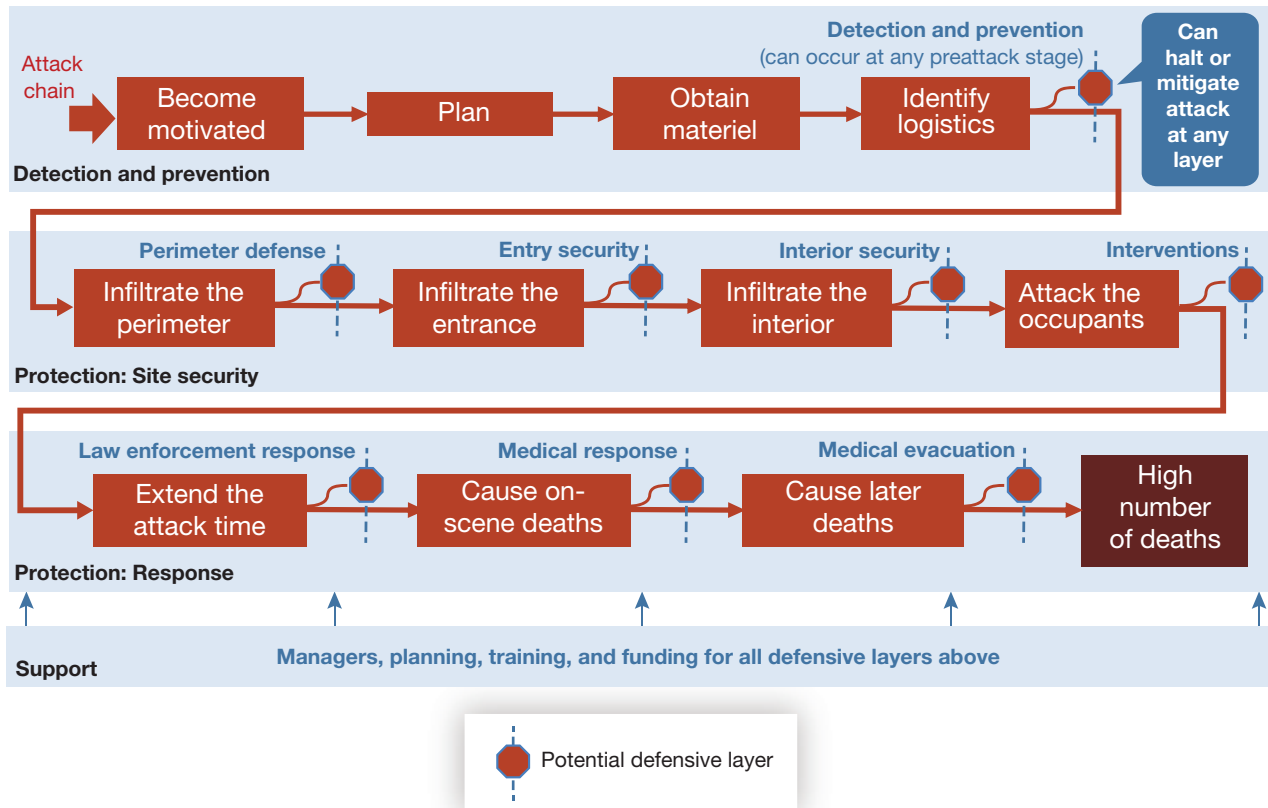 Detection and prevention
(can occur at any preattack stage)
Can
halt or
mitigate
attack
at any
layer
Attack
chain
Become
motivated
Plan
Obtain
materiel
Identify
logistics
Detection and prevention
Perimeter defense
Entry security
Interior security
Interventions
Infiltrate the
perimeter
Infiltrate the
entrance
Infiltrate the
interior
Attack the
occupants
Protection: Site security
Law enforcement response
Medical response
Medical evacuation
Extend the
attack time
Cause on-
scene deaths
Cause later
deaths
High
number
of deaths
Protection: Response
Support
Managers, planning, training, and funding for all defensive layers above
Potential defensive layer